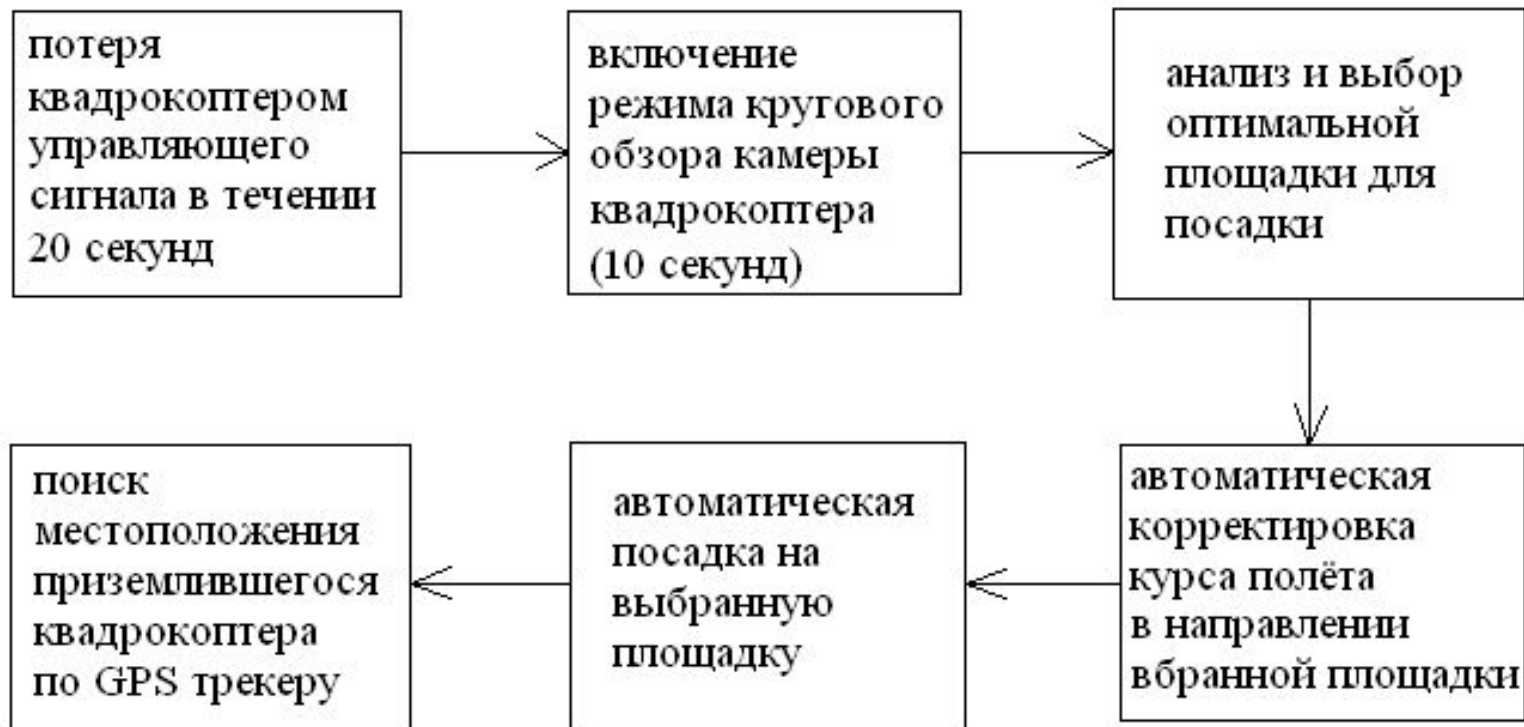 потеря
квадрокоптером
управляющего
сигнала в течении
20 секунд
включение
режима кругового
обзора камеры
квадрокоптера
(10 секунд)
анализ и выбор
оптимальной
площадки для
посадки
автоматическая
корректировка
курса полёта
в направлении
вбранной площадки
автоматическая
посадка на
выбранную
площадку
поиск
местоположения
приземлившегося
квадрокоптера
по GPS трекеру